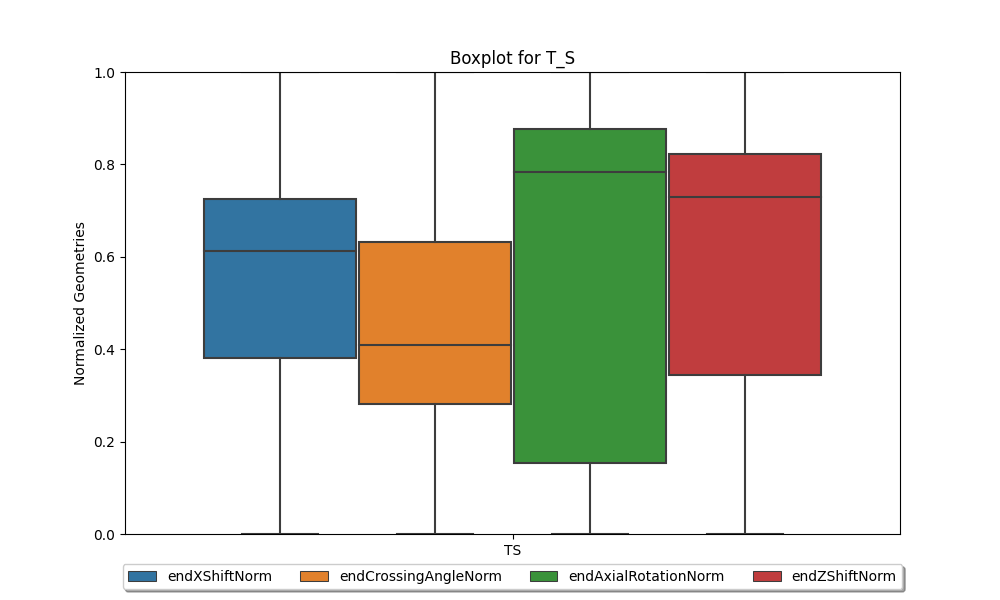 Boxplot for T_S
1.0
0.8
0.6
0.4
0.2
0.0
Normalized Geometries
TS
endXShiftNorm endCrossingAngleNorm endAxialRotationNorm endZShiftNorm